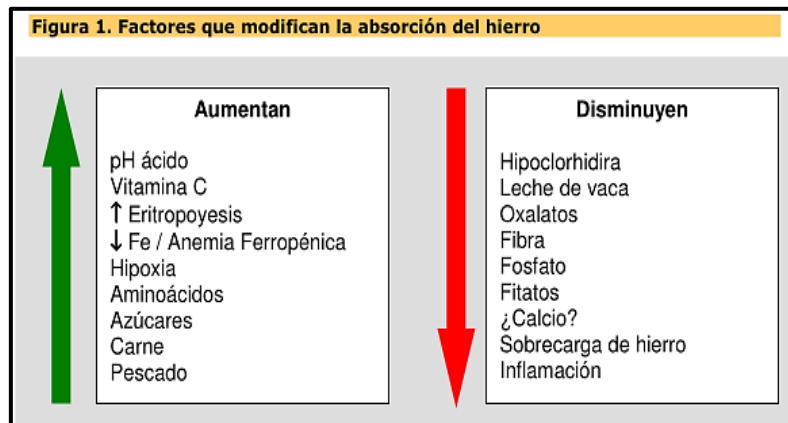 Figura 1. Factores que modifican la absorción del hierro
Aumentan
pH ácido
Vitamina C
↑ Eritropoyesis
↓ Fe / Anemia Ferropénica
Hipoxia
Aminoácidos
Azúcares
Carne
Pescado
Disminuyen
Hipoclorhidira
Leche de vaca
Oxalatos
Fibra
Fosfato
Fitatos
¿Calcio?
Sobrecarga de hierro
Inflamación